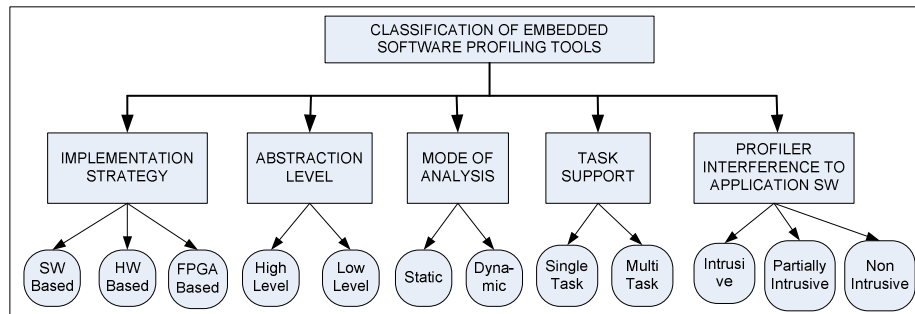 CLASSIFICATION OF EMBEDDED
SOFTWARE PROFILING TOOLS
IMPLEMENTATION
STRATEGY
ABSTRACTION
LEVEL
MODE OF
ANALYSIS
TASK
SUPPORT
PROFILER
INTERFERENCE TO
APPLICATION SW
SW
Based
HW
Based
FPGA
Based
High
Level
Low
Level
Static
Dyna-
mic
Single
Task
Multi
Task
Intrusi
ve
Partially
Intrusive
Non
Intrusive